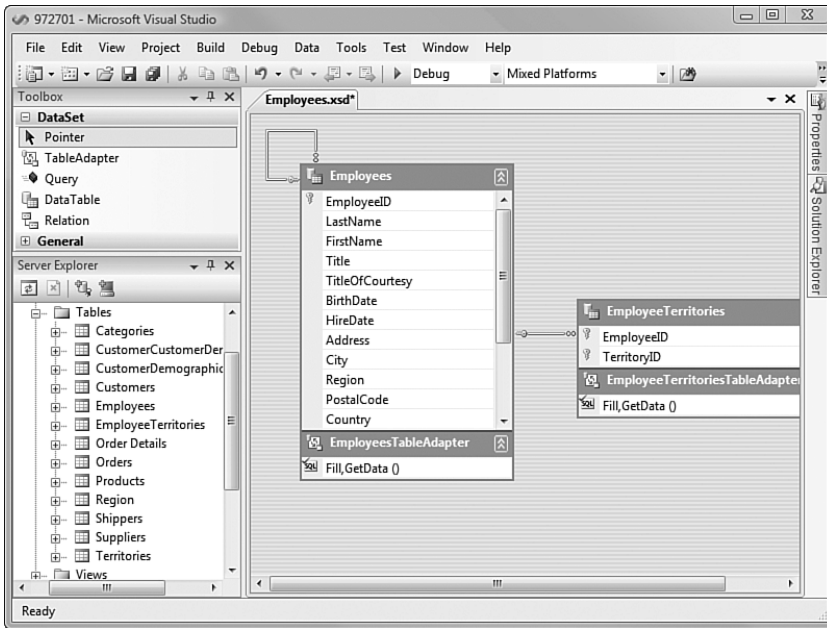 972701 - Microsoft Visual Studio
File Edit View Project Build Debug Data Tools Test Window Help
Debug Mixed Platforms
Toolbox
DataSet
Pointer
TableAdapter
Query
DataTable
Relation
General
Server Explorer
Tables
Categories
CustomerCustomerDer
CustomerDemographic
Customers
Employees
EmployeeTerritories
Order Details
Orders
Products
Region
Shippers
Suppliers
Territories
Views
Employees.xsd*
Employees
EmployeeID
LastName
FirstName
Title
TitleOfCourtesy
BirthDate
HireDate
Address
City
Region
PostalCode
Country
EmployeesTableAdapter
SQL Fill,GetData ()
EmployeeTerritories
EmployeeID
TerritoryID
EmployeeTerritoriesTableAdapter
SQL Fill,GetData ()
Properties
Solution Explorer
Ready